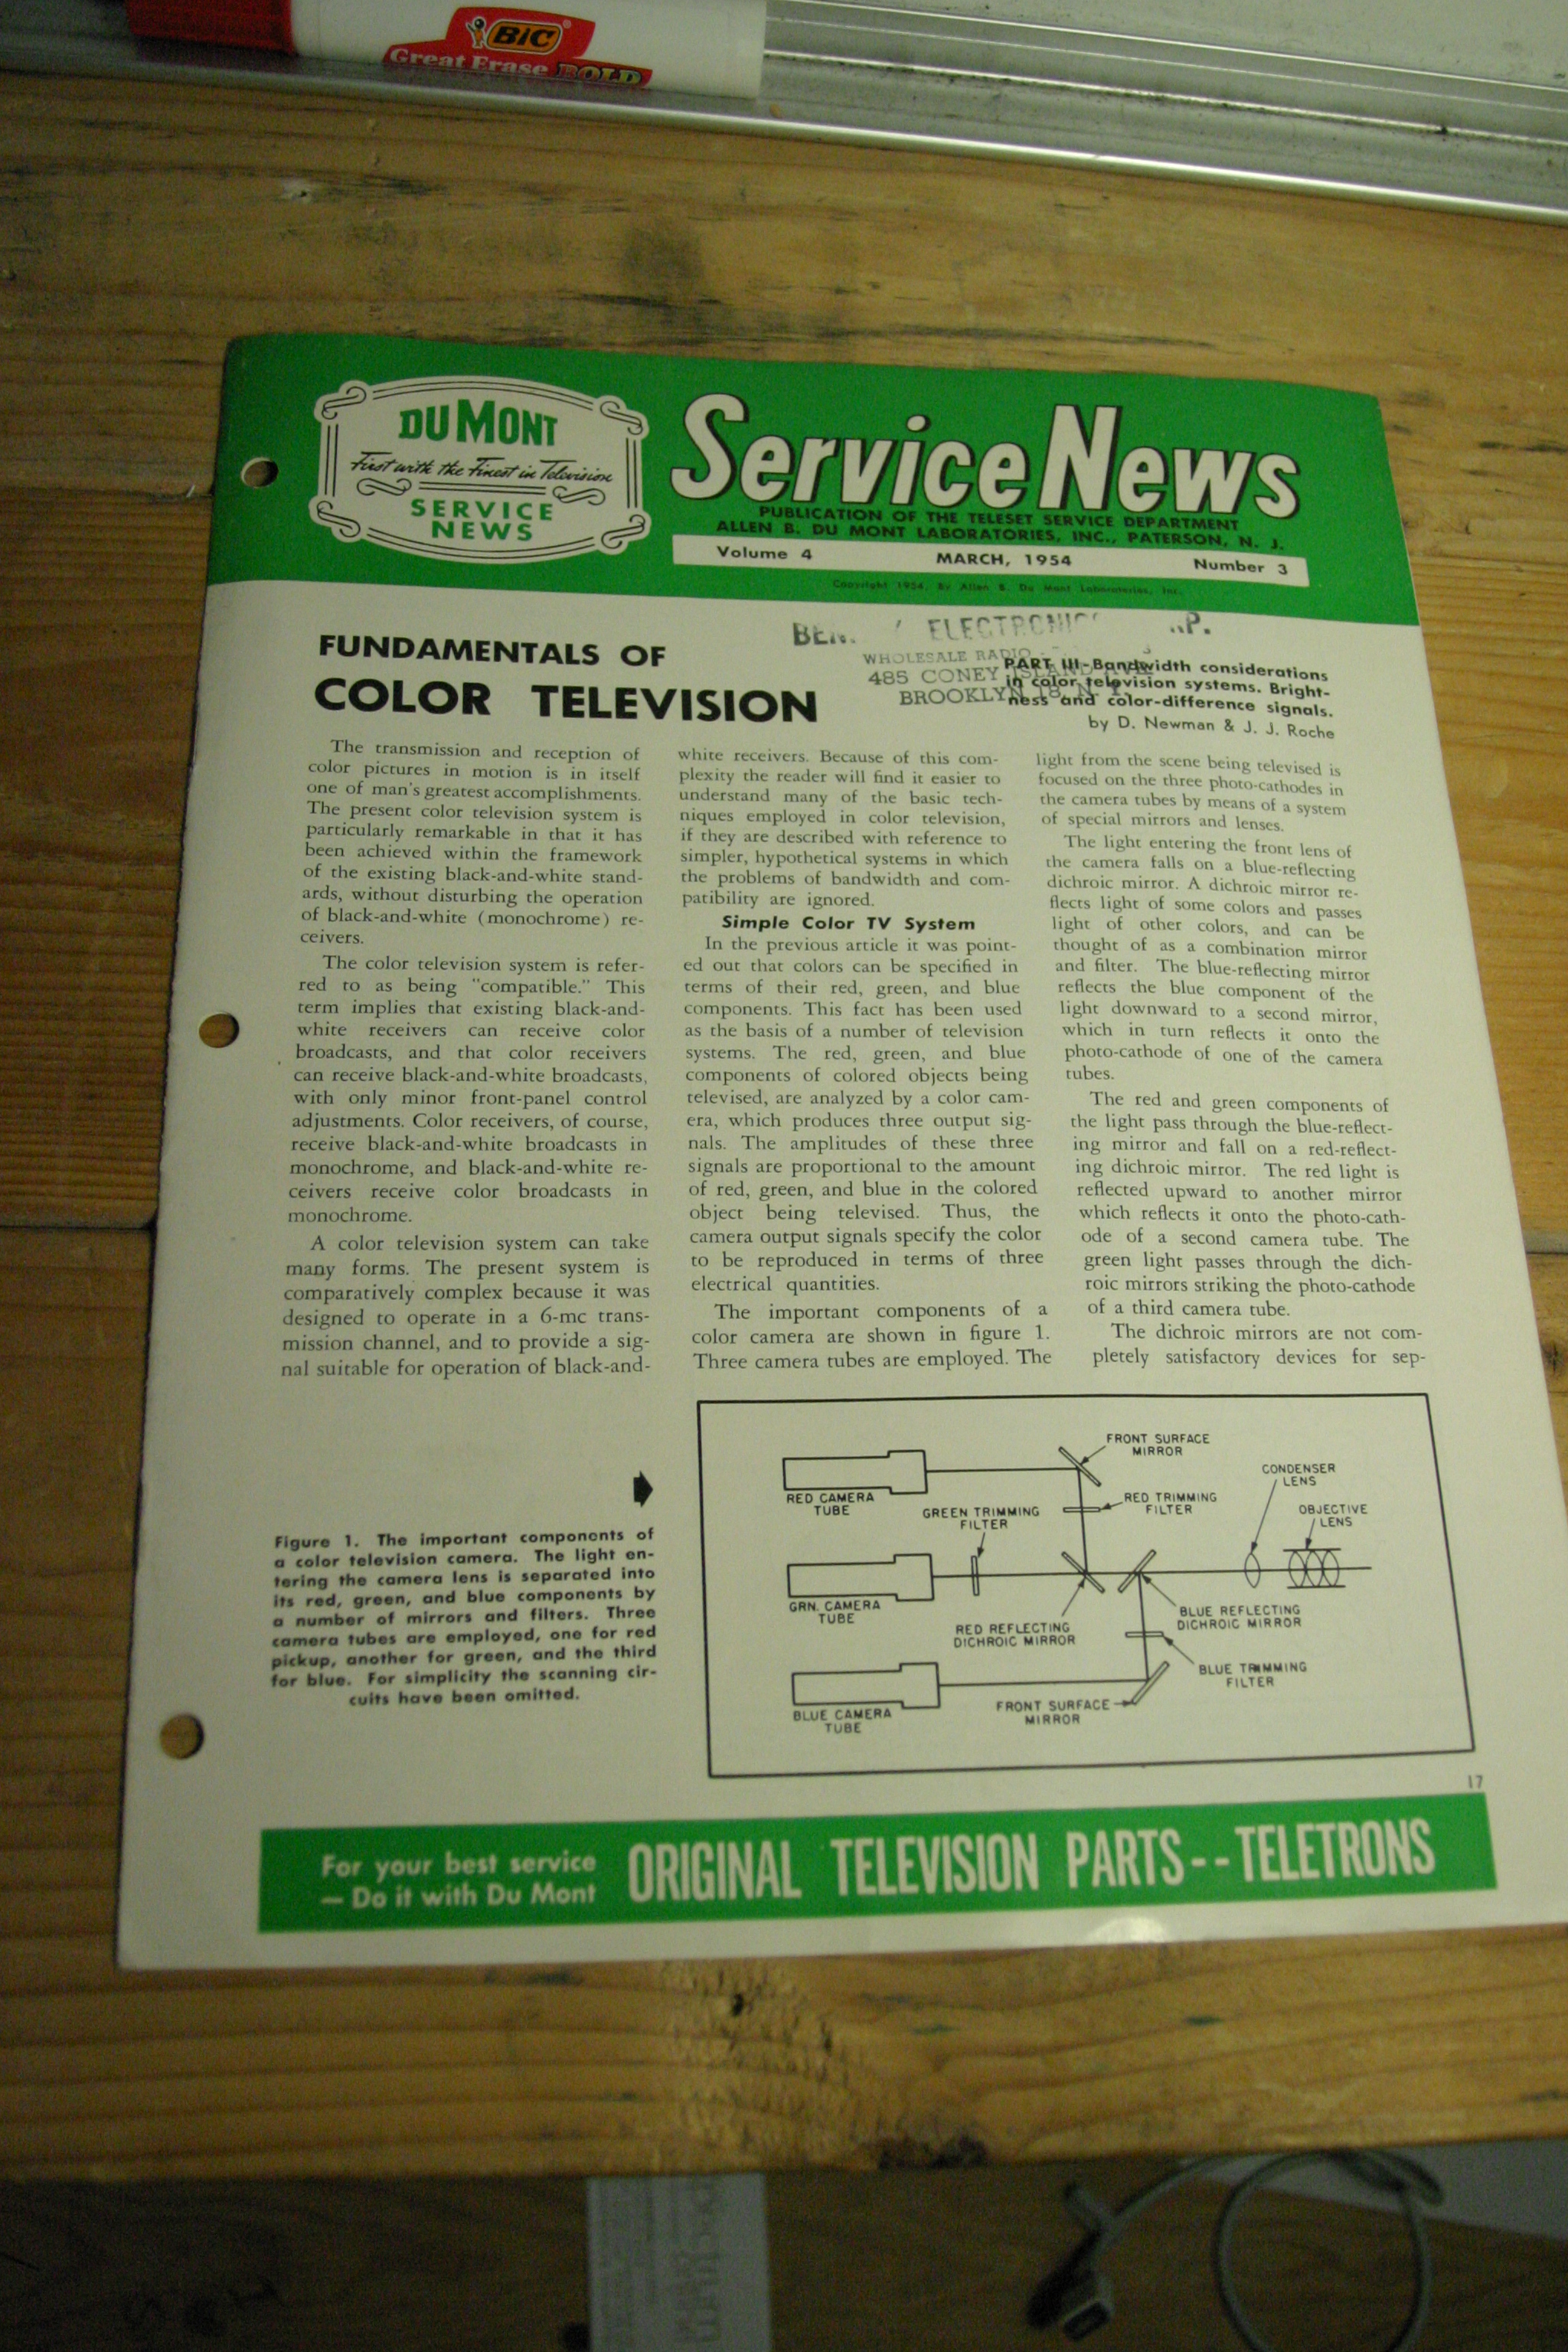 BIC
Great Erase BOLD
DUMONT
First with the Finest in Television
SERVICE
NEWS
Service News
PUBLICATION OF THE TELESET SERVICE DEPARTMENT
ALLEN B. DU MONT LABORATORIES, INC., PATERSON, N. J.
Volume 4 MARCH, 1954 Number 3
Copyright 1954, By Allen B. Du Mont Laboratories, Inc.
ELECTRONIC
WHOLESALE RADIO
485 CONEY ISLAND
BROOKLYN 18, N.
FUNDAMENTALS OF
COLOR TELEVISION
PART III-Bandwidth considerations
in color television systems. Bright-
ness and color-difference signals.
by D. Newman & J. J. Roche
The transmission and reception of
color pictures in motion is in itself
one of man's greatest accomplishments.
The present color television system is
particularly remarkable in that it has
been achieved within the framework
of the existing black-and-white stand-
ards, without disturbing the operation
of black-and-white (monochrome) re-
ceivers.
The color television system is refer-
red to as being "compatible." This
term implies that existing black-and-
white receivers can receive color
broadcasts, and that color receivers
can receive black-and-white broadcasts,
with only minor front-panel control
adjustments. Color receivers, of course,
receive black-and-white broadcasts in
monochrome, and black-and-white re-
ceivers receive color broadcasts in
monochrome.
A color television system can take
many forms. The present system is
comparatively complex because it was
designed to operate in a 6-mc trans-
mission channel, and to provide a sig-
nal suitable for operation of black-and-
white receivers. Because of this com-
plexity the reader will find it easier to
understand many of the basic tech-
niques employed in color television,
if they are described with reference to
simpler, hypothetical systems in which
the problems of bandwidth and com-
patibility are ignored.
Simple Color TV System
In the previous article it was point-
ed out that colors can be specified in
terms of their red, green, and blue
components. This fact has been used
as the basis of a number of television
systems. The red, green, and blue
components of colored objects being
televised, are analyzed by a color cam-
era, which produces three output sig-
nals. The amplitudes of these three
signals are proportional to the amount
of red, green, and blue in the colored
object being televised. Thus, the
camera output signals specify the color
to be reproduced in terms of three
electrical quantities.
The important components of a
color camera are shown in figure 1.
Three camera tubes are employed. The
light from the scene being televised is
focused on the three photo-cathodes in
the camera tubes by means of a system
of special mirrors and lenses.
The light entering the front lens of
the camera falls on a blue-reflecting
dichroic mirror. A dichroic mirror re-
flects light of some colors and passes
light of other colors, and can be
thought of as a combination mirror
and filter. The blue-reflecting mirror
reflects the blue component of the
light downward to a second mirror,
which in turn reflects it onto the
photo-cathode of one of the camera
tubes.
The red and green components of
the light pass through the blue-reflect-
ing mirror and fall on a red-reflect-
ing dichroic mirror. The red light is
reflected upward to another mirror
which reflects it onto the photo-cath-
ode of a second camera tube. The
green light passes through the dich-
roic mirrors striking the photo-cathode
of a third camera tube.
The dichroic mirrors are not com-
pletely satisfactory devices for sep-
Figure 1. The important components of
a color television camera. The light en-
tering the camera lens is separated into
its red, green, and blue components by
a number of mirrors and filters. Three
camera tubes are employed, one for red
pickup, another for green, and the third
for blue. For simplicity the scanning cir-
cuits have been omitted.
FRONT SURFACE
MIRROR
RED CAMERA
TUBE
GREEN TRIMMING
FILTER
RED TRIMMING
FILTER
CONDENSER
LENS
OBJECTIVE
LENS
GRN. CAMERA
TUBE
RED REFLECTING
DICHROIC MIRROR
BLUE REFLECTING
DICHROIC MIRROR
BLUE TRIMMING
FILTER
BLUE CAMERA
TUBE
FRONT SURFACE
MIRROR
17
For your best service
— Do it with Du Mont
ORIGINAL TELEVISION PARTS--TELETRONS